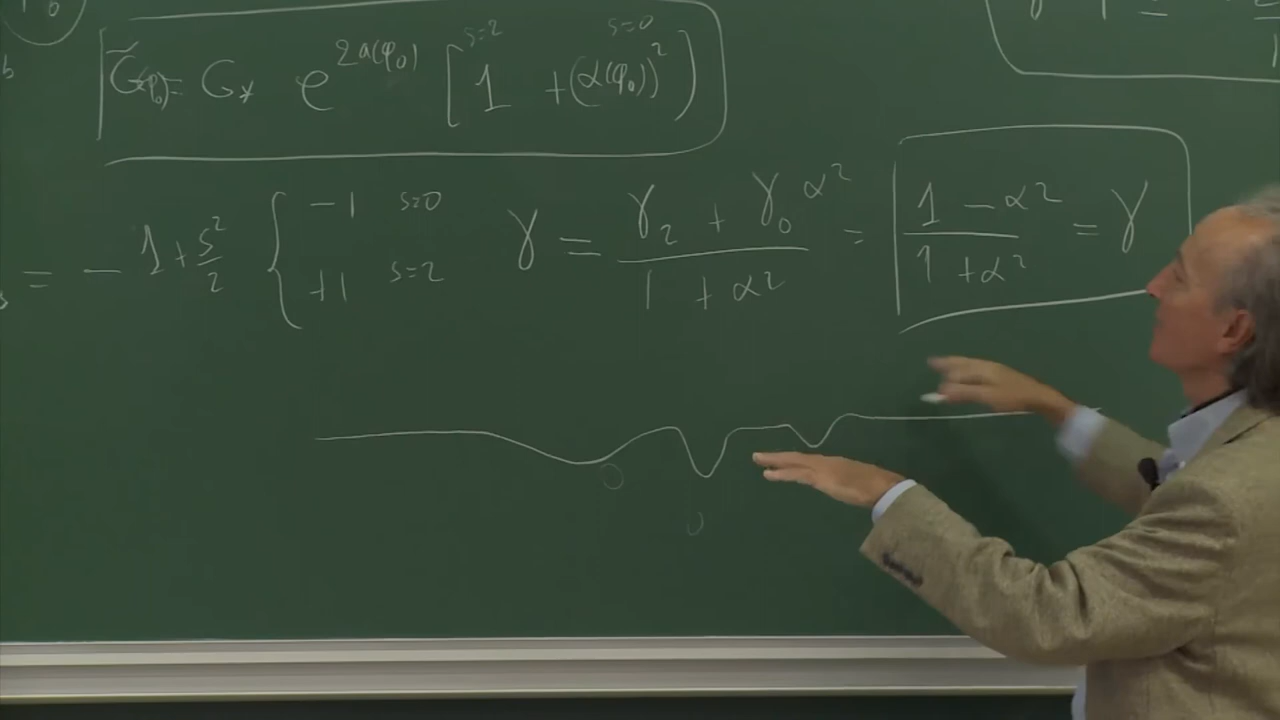 b
b
s=2 s=0
G̃(φ₀) = G* e^{2a(φ₀)} [1 + (α(φ₀))²)
1
= - 1 + s²/2 { -1 s=0
+1 s=2
γ = (γ₂ + γ₀ α²)/(1 + α²) = (1 - α²)/(1 + α²) = γ